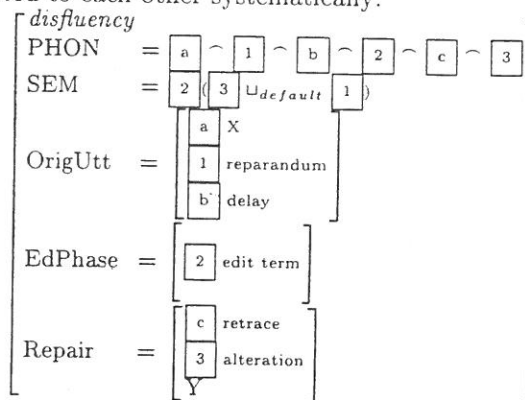 ted to each other systematically:
disfluency
PHON = a ⌢ 1 ⌢ b ⌢ 2 ⌢ c ⌢ 3
SEM = 2 ( 3 ⊔default 1 )
a X
OrigUtt = 1 reparandum
b delay
EdPhase = 2 edit term
c retrace
Repair = 3 alteration
Y